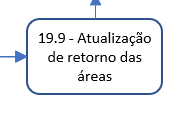 19.9 - Atualização
de retorno das
áreas